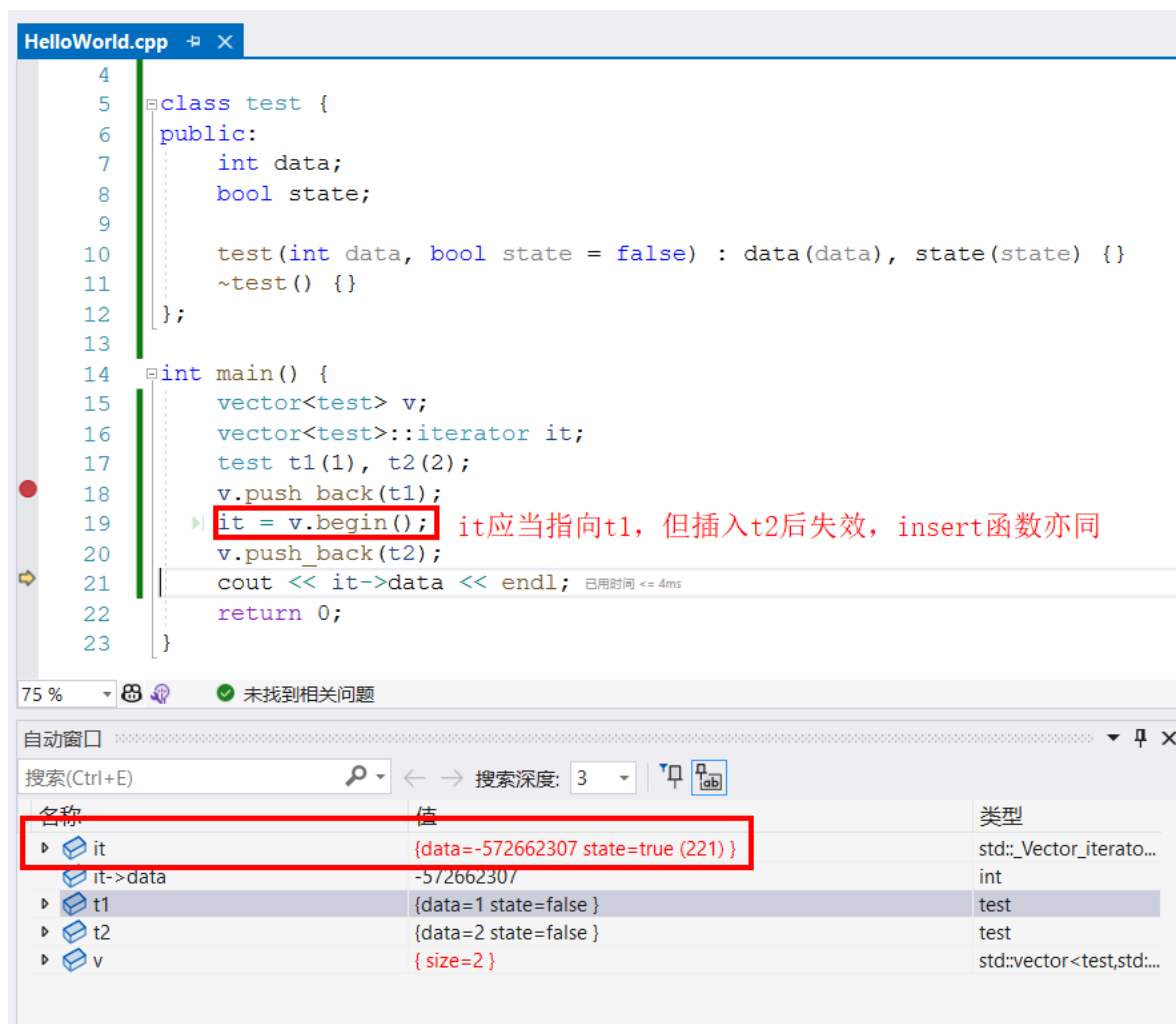 HelloWorld.cpp
4
5 class test {
6 public:
7 int data;
8 bool state;
9
10 test(int data, bool state = false) : data(data), state(state) {}
11 ~test() {}
12 };
13
14 int main() {
15 vector<test> v;
16 vector<test>::iterator it;
17 test t1(1), t2(2);
18 v.push_back(t1);
19 it = v.begin(); it应当指向t1，但插入t2后失效，insert函数亦同
20 v.push_back(t2);
21 cout << it->data << endl; 已用时间 <= 4ms
22 return 0;
23 }
75 % 未找到相关问题
自动窗口
搜索(Ctrl+E) 搜索深度: 3
名称 值 类型
it {data=-572662307 state=true (221) } std::_Vector_iterato...
it->data -572662307 int
t1 {data=1 state=false } test
t2 {data=2 state=false } test
v { size=2 } std::vector<test,std:...